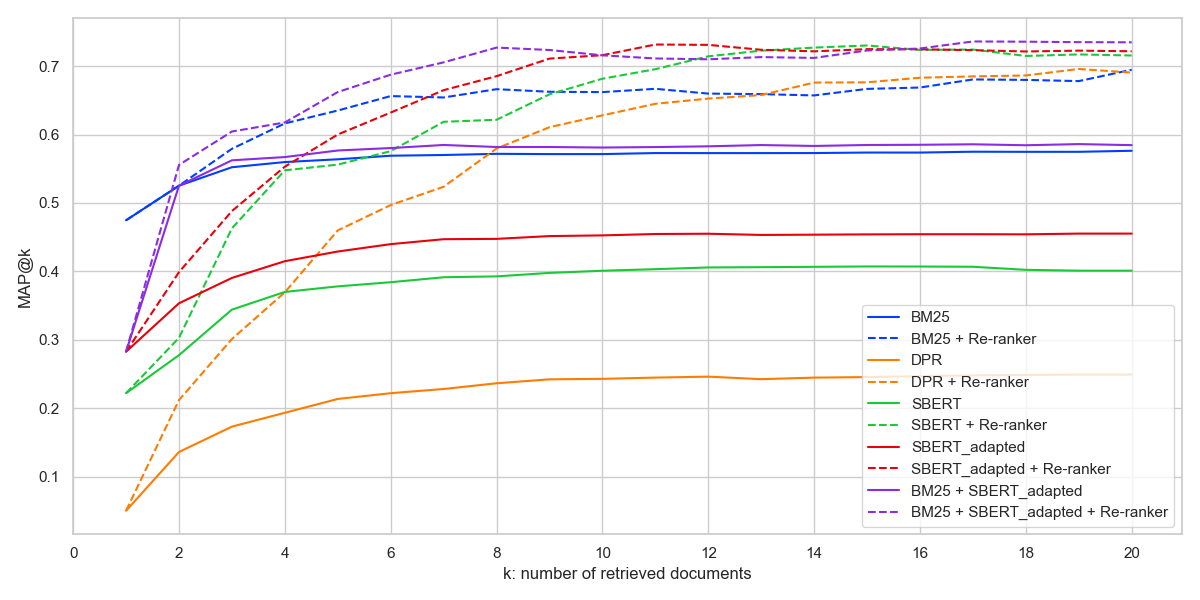 MAP@k
0.7
0.6
0.5
0.4
0.3
0.2
0.1
0 2 4 6 8 10 12 14 16 18 20
k: number of retrieved documents
BM25
BM25 + Re-ranker
DPR
DPR + Re-ranker
SBERT
SBERT + Re-ranker
SBERT_adapted
SBERT_adapted + Re-ranker
BM25 + SBERT_adapted
BM25 + SBERT_adapted + Re-ranker